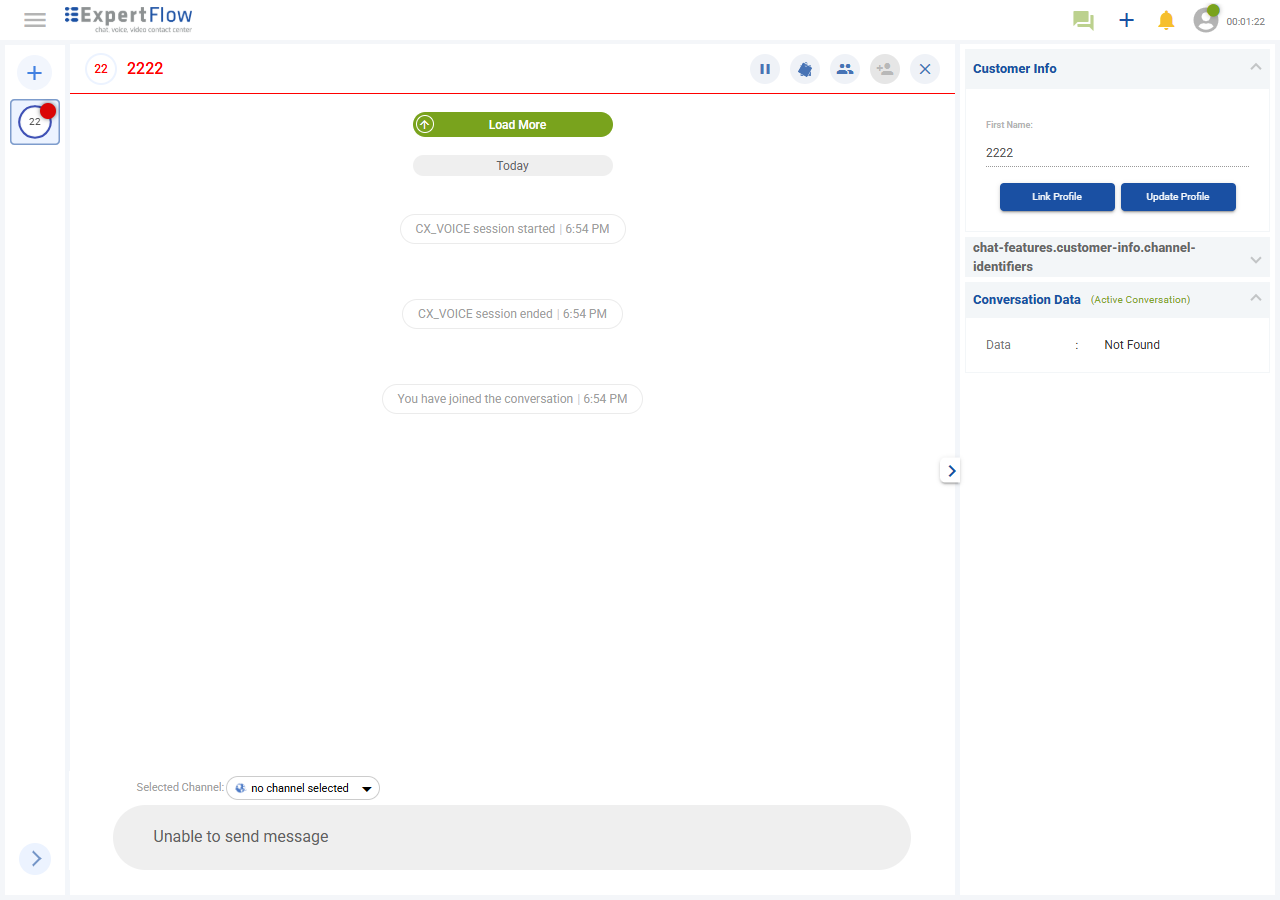 ExpertFlow
chat, voice, video contact center
00:01:22
22
22 2222
Load More
Today
CX_VOICE session started | 6:54 PM
CX_VOICE session ended | 6:54 PM
You have joined the conversation | 6:54 PM
Selected Channel: no channel selected
Unable to send message
Customer Info
First Name:
2222
Link Profile Update Profile
chat-features.customer-info.channel-
identifiers
Conversation Data (Active Conversation)
Data : Not Found